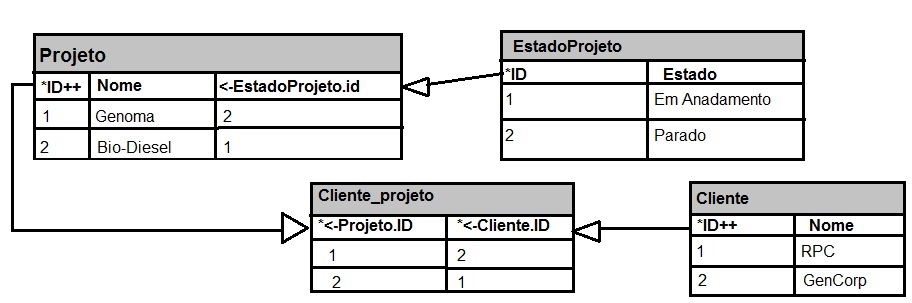 Projeto
*ID++ Nome <-EstadoProjeto.id
1 Genoma 2
2 Bio-Diesel 1
EstadoProjeto
*ID Estado
1 Em Anadamento
2 Parado
Cliente_projeto
*<-Projeto.ID *<-Cliente.ID
1 2
2 1
Cliente
*ID++ Nome
1 RPC
2 GenCorp